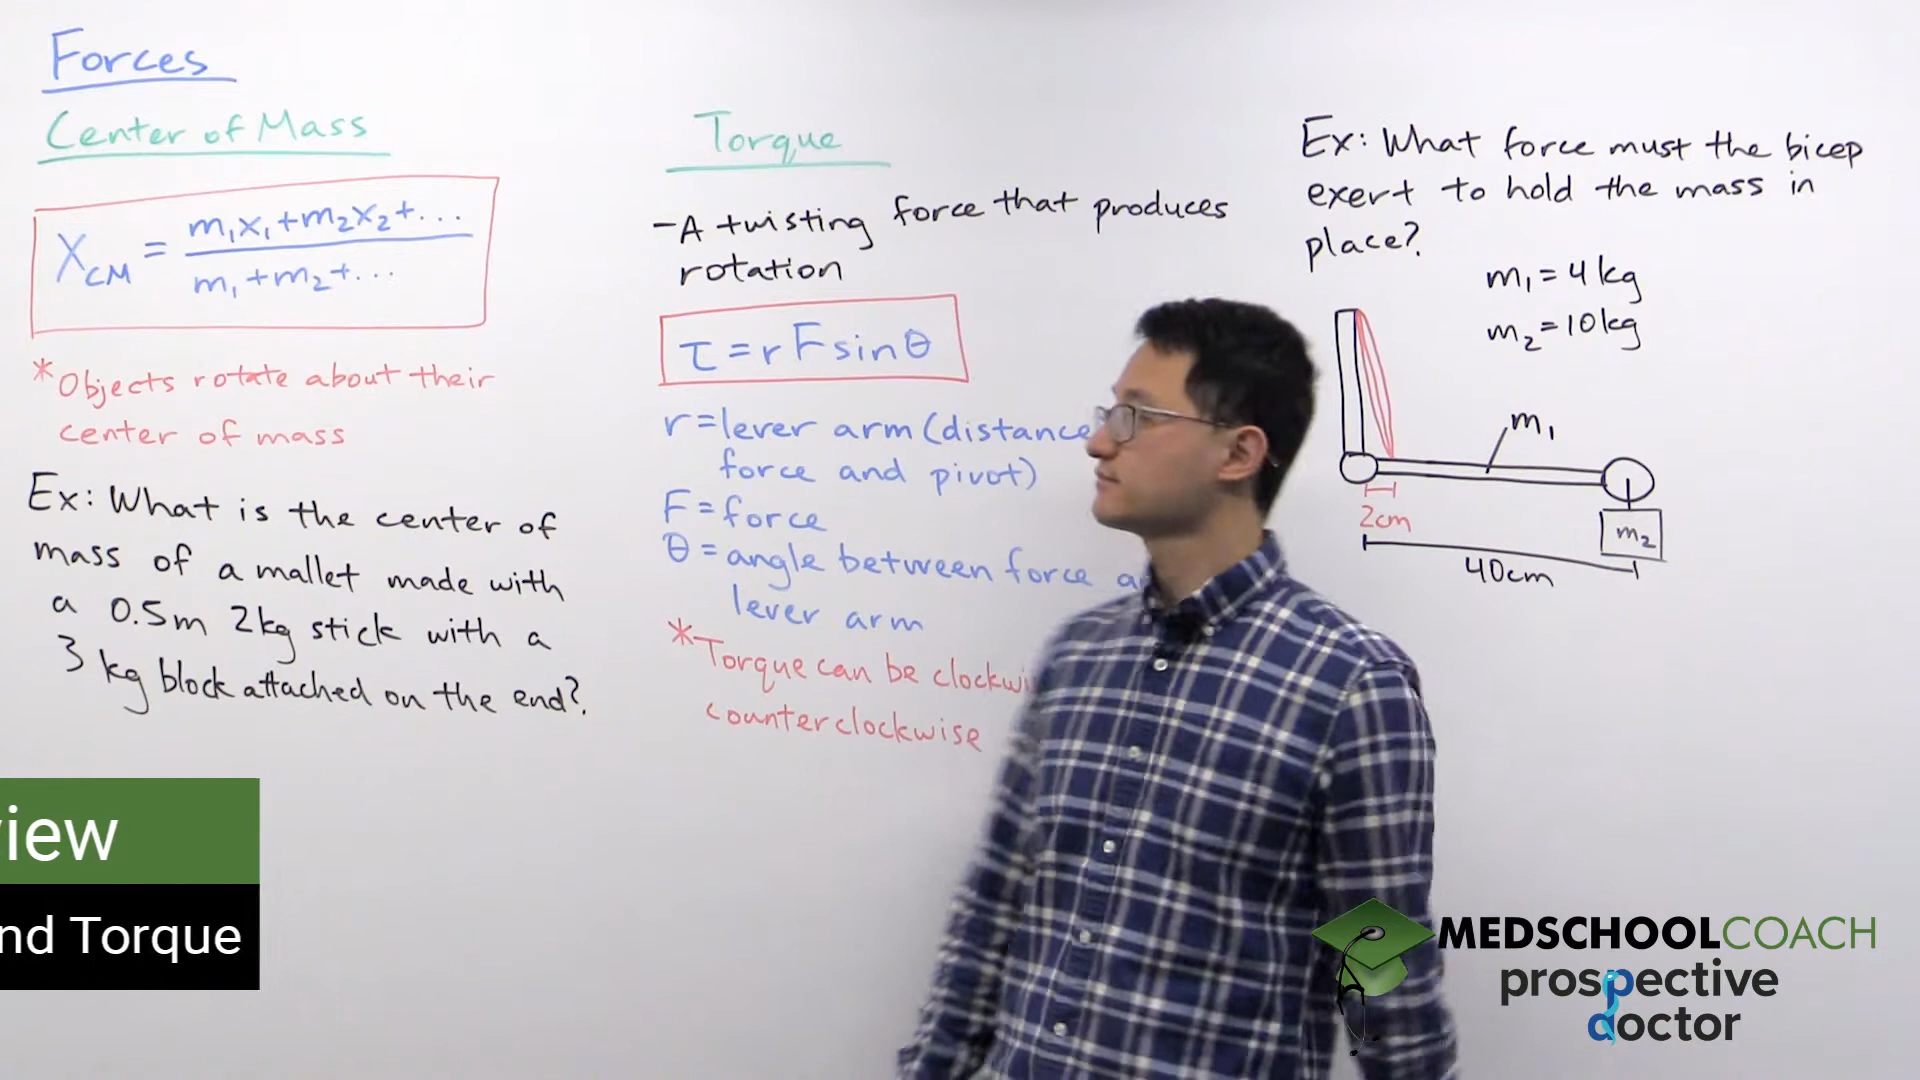 Forces
Center of Mass
X_CM = (m₁x₁+m₂x₂+...)/(m₁+m₂+...)
*Objects rotate about their
center of mass
Ex: What is the center of
mass of a mallet made with
a 0.5m 2kg stick with a
3 kg block attached on the end?
Torque
-A twisting force that produces
rotation
τ = rFsinθ
r = lever arm (distance
force and pivot)
F = force
θ = angle between force
lever arm
*Torque can be
counterclockwise
Ex: What force must the bicep
exert to hold the mass in
place?
m₁ = 4 kg
m₂ = 10 kg
m₁
m₂
2cm
40cm
nd Torque
MEDSCHOOLCOACH
prospective
doctor